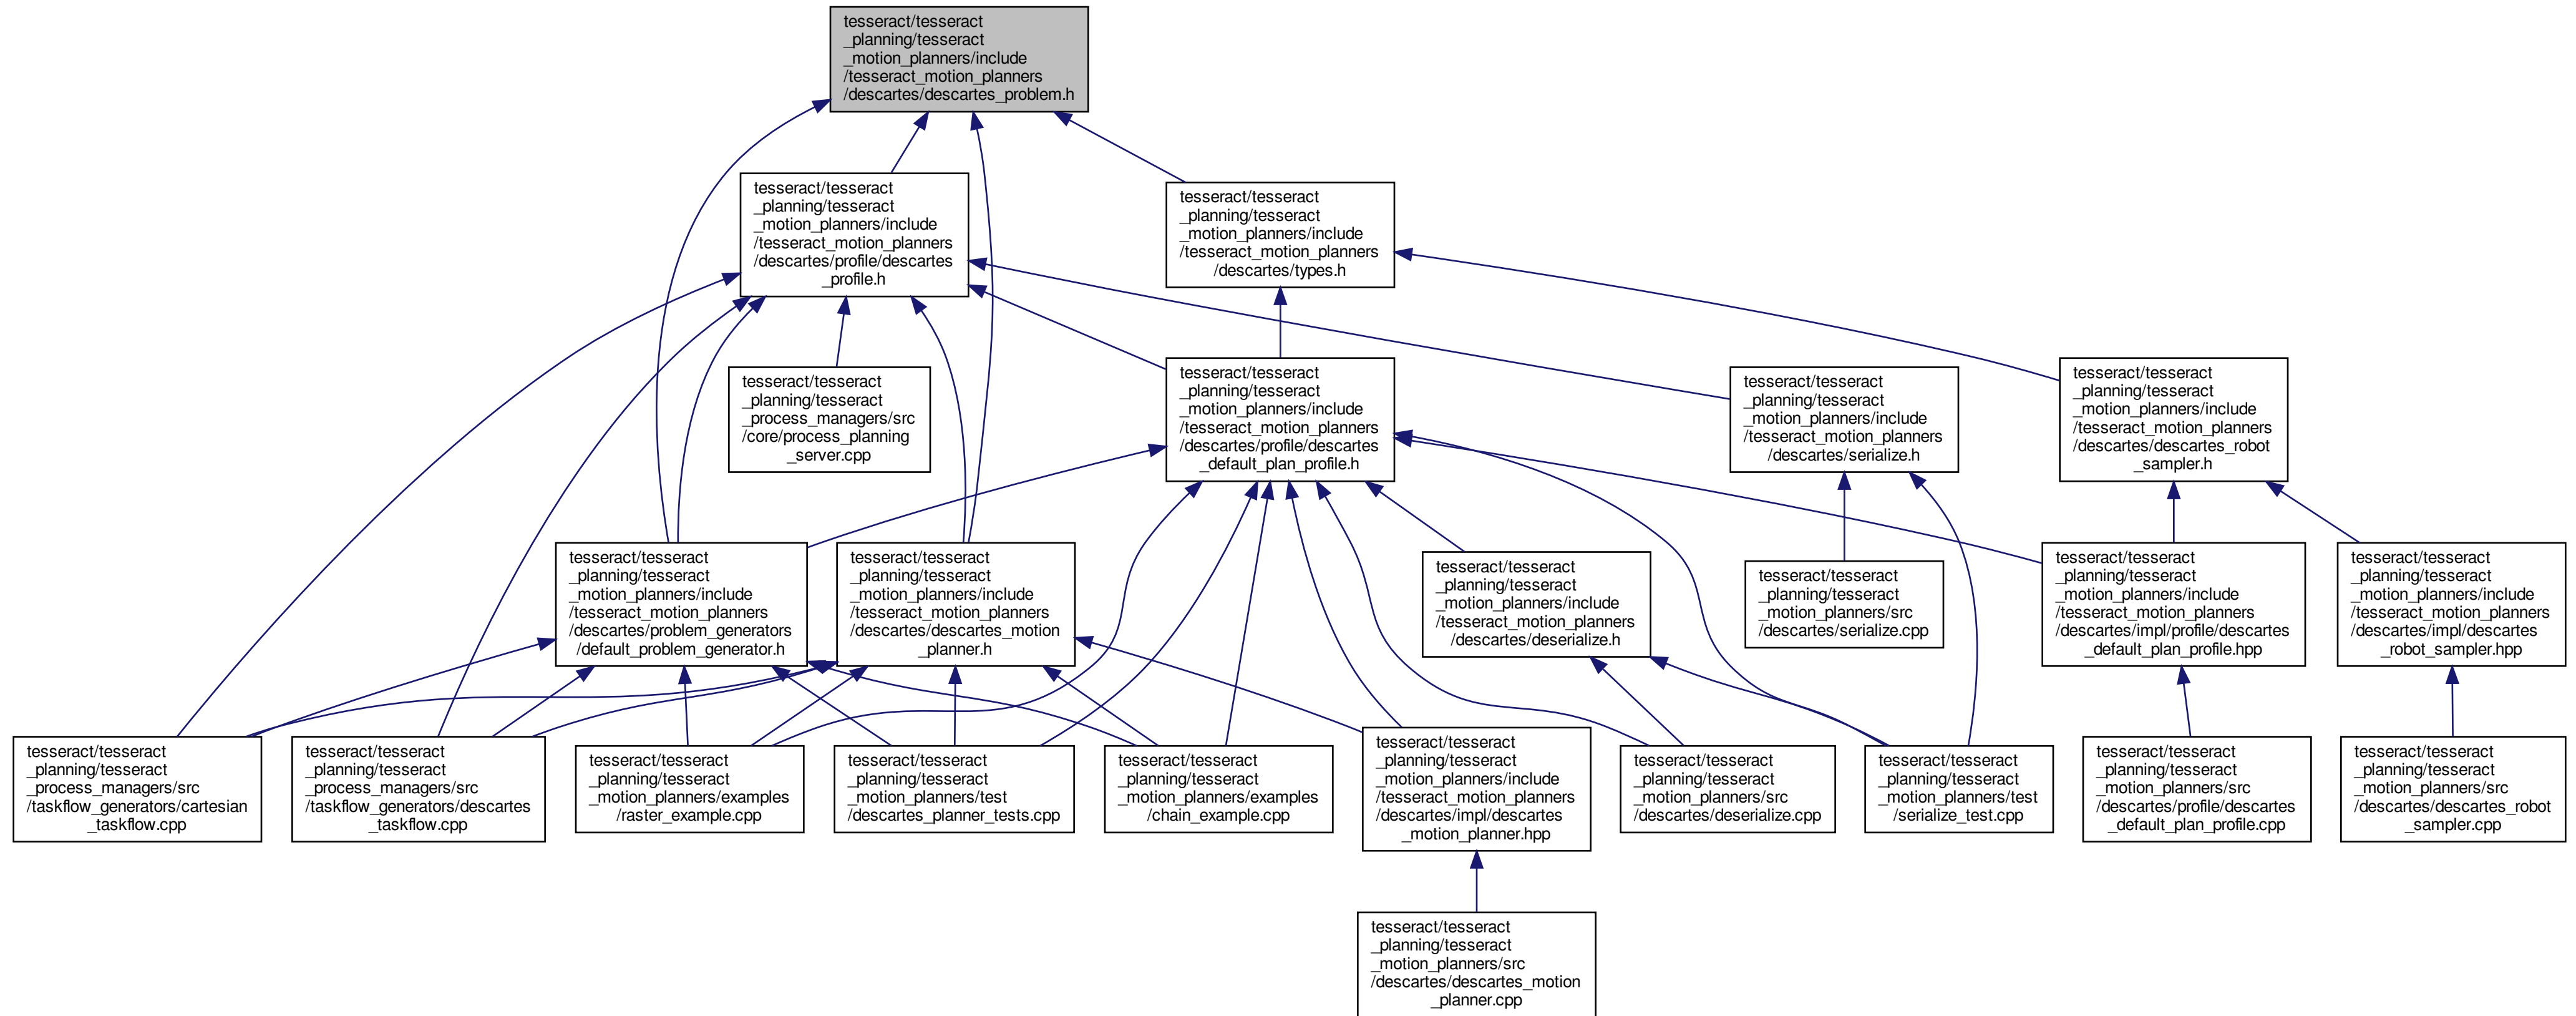 tesseract/tesseract
_planning/tesseract
_motion_planners/include
/tesseract_motion_planners
/descartes/descartes_problem.h
tesseract/tesseract
_planning/tesseract
_motion_planners/include
/tesseract_motion_planners
/descartes/profile/descartes
_profile.h
tesseract/tesseract
_planning/tesseract
_motion_planners/include
/tesseract_motion_planners
/descartes/types.h
tesseract/tesseract
_planning/tesseract
_process_managers/src
/core/process_planning
_server.cpp
tesseract/tesseract
_planning/tesseract
_motion_planners/include
/tesseract_motion_planners
/descartes/profile/descartes
_default_plan_profile.h
tesseract/tesseract
_planning/tesseract
_motion_planners/include
/tesseract_motion_planners
/descartes/serialize.h
tesseract/tesseract
_planning/tesseract
_motion_planners/include
/tesseract_motion_planners
/descartes/descartes_robot
_sampler.h
tesseract/tesseract
_planning/tesseract
_motion_planners/include
/tesseract_motion_planners
/descartes/problem_generators
/default_problem_generator.h
tesseract/tesseract
_planning/tesseract
_motion_planners/include
/tesseract_motion_planners
/descartes/descartes_motion
_planner.h
tesseract/tesseract
_planning/tesseract
_motion_planners/include
/tesseract_motion_planners
/descartes/deserialize.h
tesseract/tesseract
_planning/tesseract
_motion_planners/src
/descartes/serialize.cpp
tesseract/tesseract
_planning/tesseract
_motion_planners/include
/tesseract_motion_planners
/descartes/impl/profile/descartes
_default_plan_profile.hpp
tesseract/tesseract
_planning/tesseract
_motion_planners/include
/tesseract_motion_planners
/descartes/impl/descartes
_robot_sampler.hpp
tesseract/tesseract
_planning/tesseract
_process_managers/src
/taskflow_generators/cartesian
_taskflow.cpp
tesseract/tesseract
_planning/tesseract
_process_managers/src
/taskflow_generators/descartes
_taskflow.cpp
tesseract/tesseract
_planning/tesseract
_motion_planners/examples
/raster_example.cpp
tesseract/tesseract
_planning/tesseract
_motion_planners/test
/descartes_planner_tests.cpp
tesseract/tesseract
_planning/tesseract
_motion_planners/examples
/chain_example.cpp
tesseract/tesseract
_planning/tesseract
_motion_planners/include
/tesseract_motion_planners
/descartes/impl/descartes
_motion_planner.hpp
tesseract/tesseract
_planning/tesseract
_motion_planners/src
/descartes/deserialize.cpp
tesseract/tesseract
_planning/tesseract
_motion_planners/test
/serialize_test.cpp
tesseract/tesseract
_planning/tesseract
_motion_planners/src
/descartes/profile/descartes
_default_plan_profile.cpp
tesseract/tesseract
_planning/tesseract
_motion_planners/src
/descartes/descartes_robot
_sampler.cpp
tesseract/tesseract
_planning/tesseract
_motion_planners/src
/descartes/descartes_motion
_planner.cpp